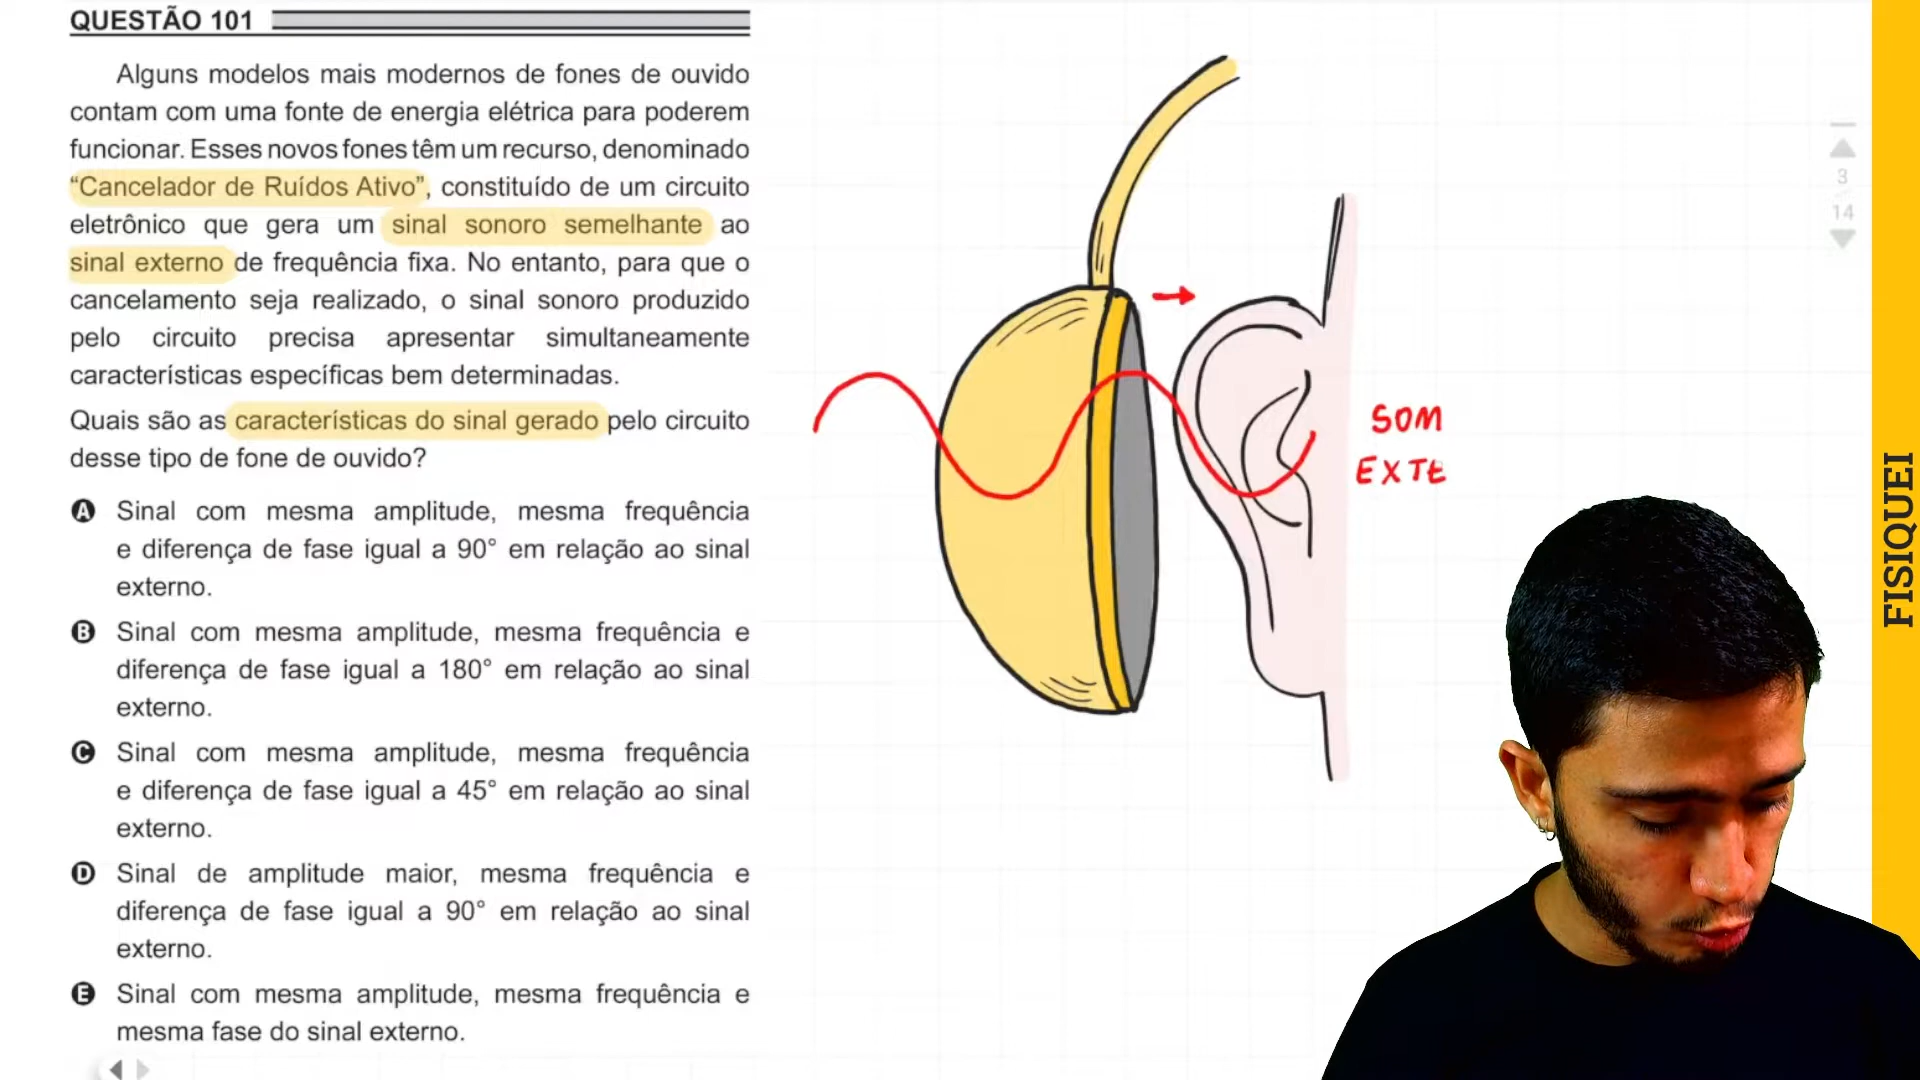 QUESTÃO 101
Alguns modelos mais modernos de fones de ouvido
contam com uma fonte de energia elétrica para poderem
funcionar. Esses novos fones têm um recurso, denominado
“Cancelador de Ruídos Ativo”, constituído de um circuito
eletrônico que gera um sinal sonoro semelhante ao
sinal externo de frequência fixa. No entanto, para que o
cancelamento seja realizado, o sinal sonoro produzido
pelo circuito precisa apresentar simultaneamente
características específicas bem determinadas.
Quais são as características do sinal gerado pelo circuito
desse tipo de fone de ouvido?
A Sinal com mesma amplitude, mesma frequência
e diferença de fase igual a 90° em relação ao sinal
externo.
B Sinal com mesma amplitude, mesma frequência e
diferença de fase igual a 180° em relação ao sinal
externo.
C Sinal com mesma amplitude, mesma frequência
e diferença de fase igual a 45° em relação ao sinal
externo.
D Sinal de amplitude maior, mesma frequência e
diferença de fase igual a 90° em relação ao sinal
externo.
E Sinal com mesma amplitude, mesma frequência e
mesma fase do sinal externo.
SOM
EXTE
3
14
FISIQUEI